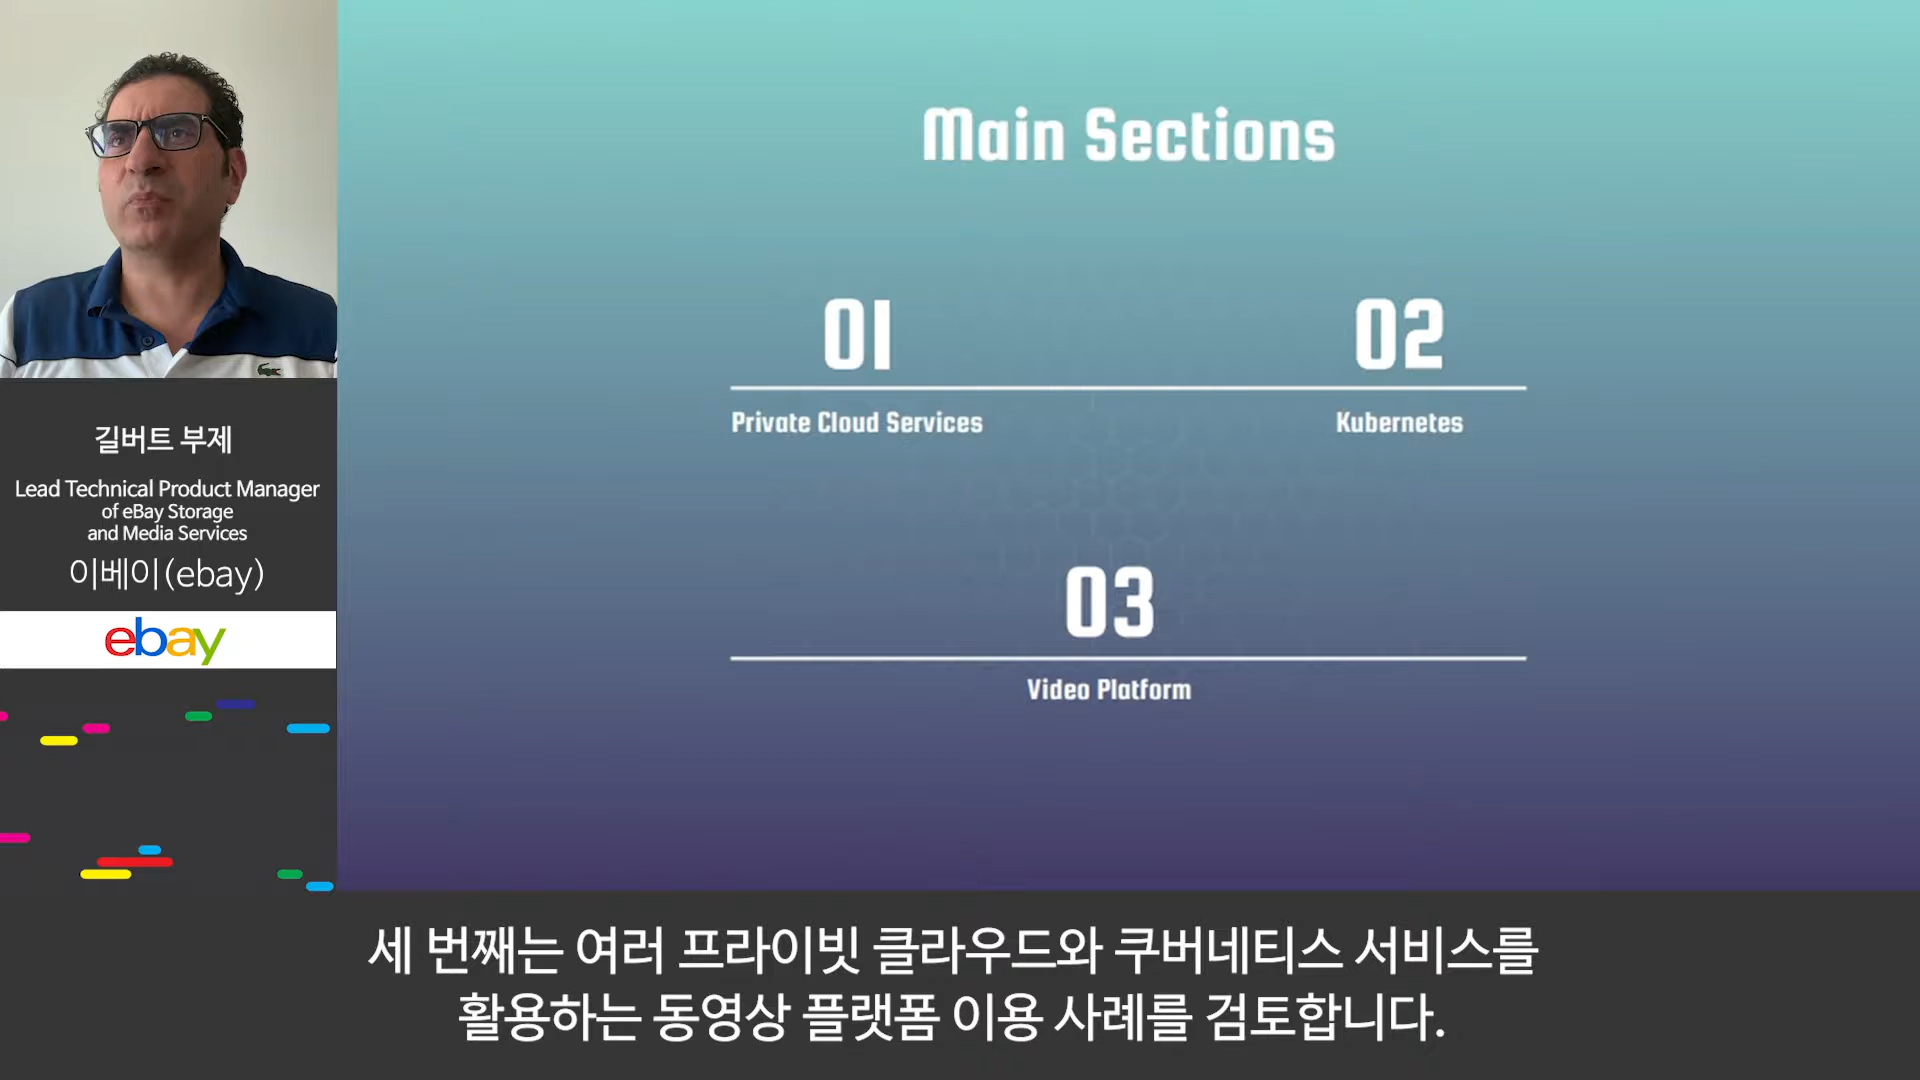 길버트 부제
Lead Technical Product Manager
of eBay Storage
and Media Services
이베이(ebay)
ebay
Main Sections
01
Private Cloud Services
02
Kubernetes
03
Video Platform
세 번째는 여러 프라이빗 클라우드와 쿠버네티스 서비스를
활용하는 동영상 플랫폼 이용 사례를 검토합니다.